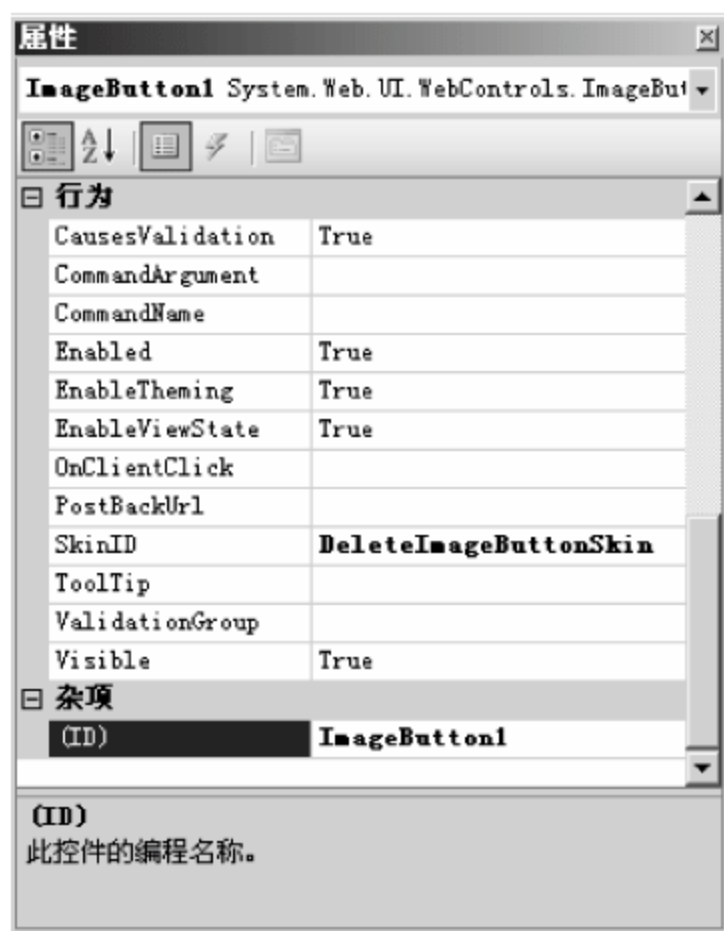 属性
ImageButton1 System.Web.UI.WebControls.ImageBut
行为
CausesValidation True
CommandArgument
CommandName
Enabled True
EnableTheming True
EnableViewState True
OnClientClick
PostBackUrl
SkinID DeleteImageButtonSkin
ToolTip
ValidationGroup
Visible True
杂项
(ID) ImageButton1
(ID)
此控件的编程名称。